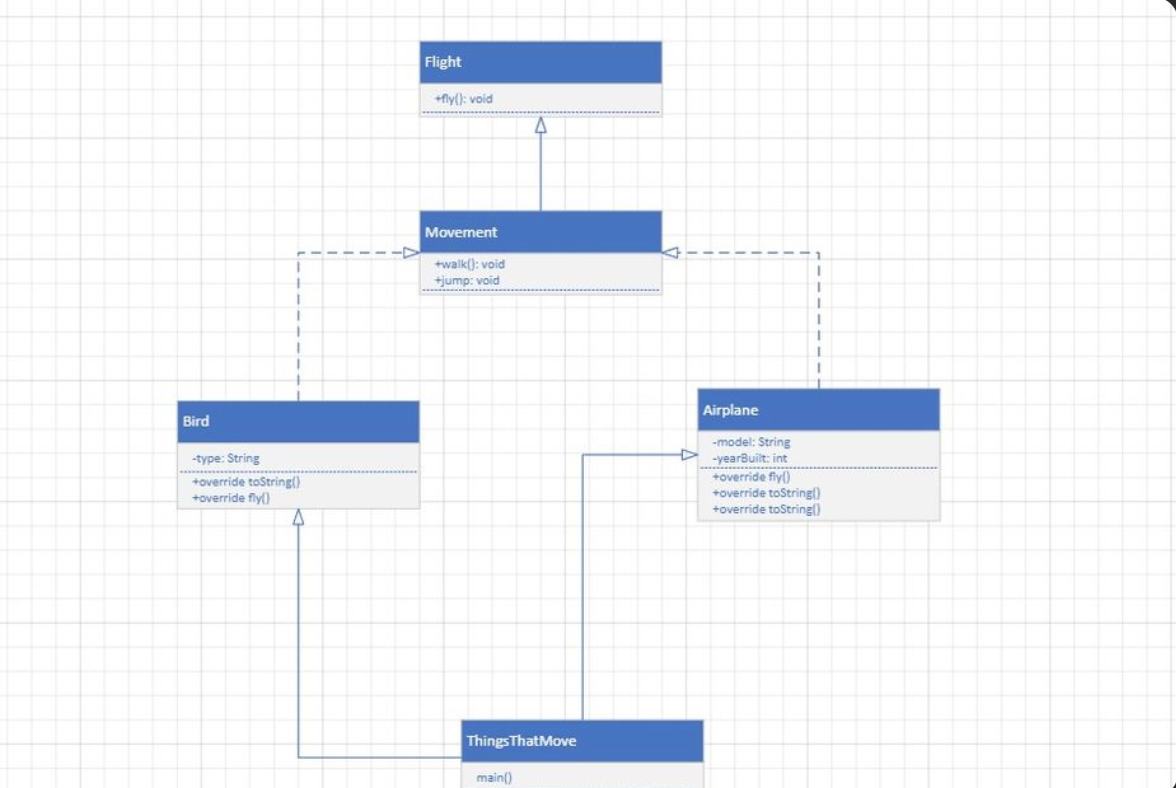 Flight
+fly(): void
Movement
+walk(): void
+jump: void
Bird
-type: String
+override toString()
+override fly()
Airplane
-model: String
-yearBuilt: int
+override fly()
+override toString()
+override toString()
ThingsThatMove
main()